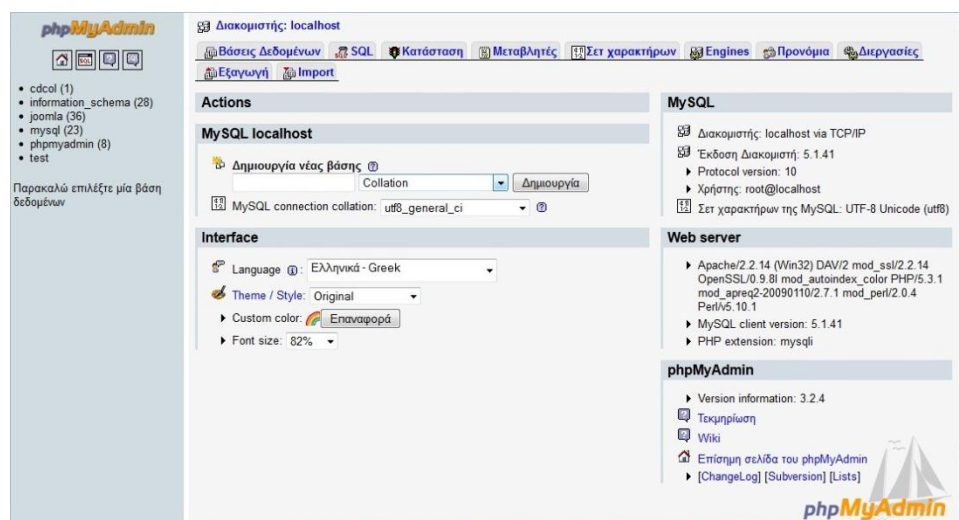 phpMyAdmin
cdcol (1)
information_schema (28)
joomla (36)
mysql (23)
phpmyadmin (8)
test
Παρακαλώ επιλέξτε μία βάση
δεδομένων
Διακομιστής: localhost
Βάσεις Δεδομένων SQL Κατάσταση Μεταβλητές Σετ χαρακτήρων Engines Προνόμια Διεργασίες
Εξαγωγή Import
Actions
MySQL localhost
Δημιουργία νέας βάσης
Collation Δημιουργία
MySQL connection collation: utf8_general_ci
Interface
Language : Ελληνικά - Greek
Theme / Style: Original
Custom color: Επαναφορά
Font size: 82%
MySQL
Διακομιστής: localhost via TCP/IP
Έκδοση Διακομιστή: 5.1.41
Protocol version: 10
Χρήστης: root@localhost
Σετ χαρακτήρων της MySQL: UTF-8 Unicode (utf8)
Web server
Apache/2.2.14 (Win32) DAV/2 mod_ssl/2.2.14
OpenSSL/0.9.8l mod_autoindex_color PHP/5.3.1
mod_apreq2-20090110/2.7.1 mod_perl/2.0.4
Perl/v5.10.1
MySQL client version: 5.1.41
PHP extension: mysqli
phpMyAdmin
Version information: 3.2.4
Τεκμηρίωση
Wiki
Επίσημη σελίδα του phpMyAdmin
[ChangeLog] [Subversion] [Lists]
phpMyAdmin